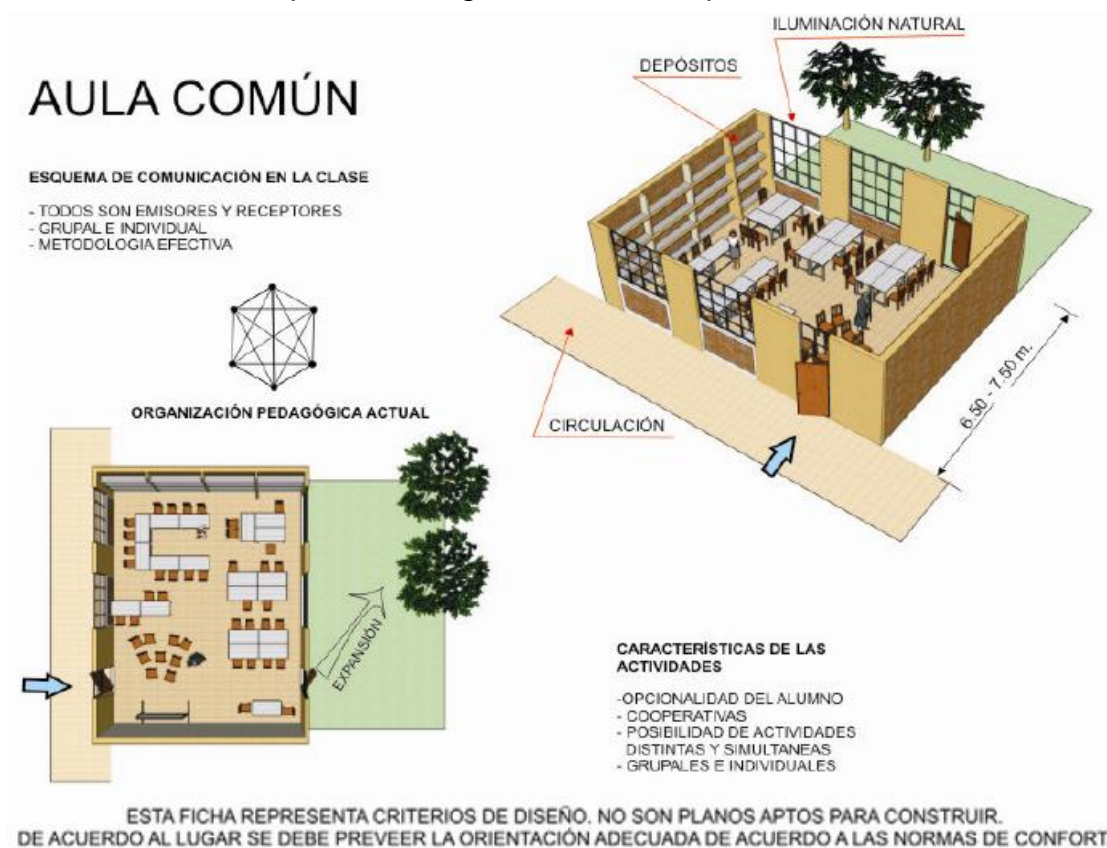 AULA COMÚN
ESQUEMA DE COMUNICACIÓN EN LA CLASE
- TODOS SON EMISORES Y RECEPTORES
- GRUPAL E INDIVIDUAL
- METODOLOGIA EFECTIVA
ORGANIZACIÓN PEDAGÓGICA ACTUAL
ILUMINACIÓN NATURAL
DEPÓSITOS
CIRCULACIÓN
6.50 - 7.50 m.
EXPANSIÓN
CARACTERÍSTICAS DE LAS
ACTIVIDADES
-OPCIONALIDAD DEL ALUMNO
- COOPERATIVAS
- POSIBILIDAD DE ACTIVIDADES
DISTINTAS Y SIMULTANEAS
- GRUPALES E INDIVIDUALES
ESTA FICHA REPRESENTA CRITERIOS DE DISEÑO. NO SON PLANOS APTOS PARA CONSTRUIR.
DE ACUERDO AL LUGAR SE DEBE PREVEER LA ORIENTACIÓN ADECUADA DE ACUERDO A LAS NORMAS DE CONFORT